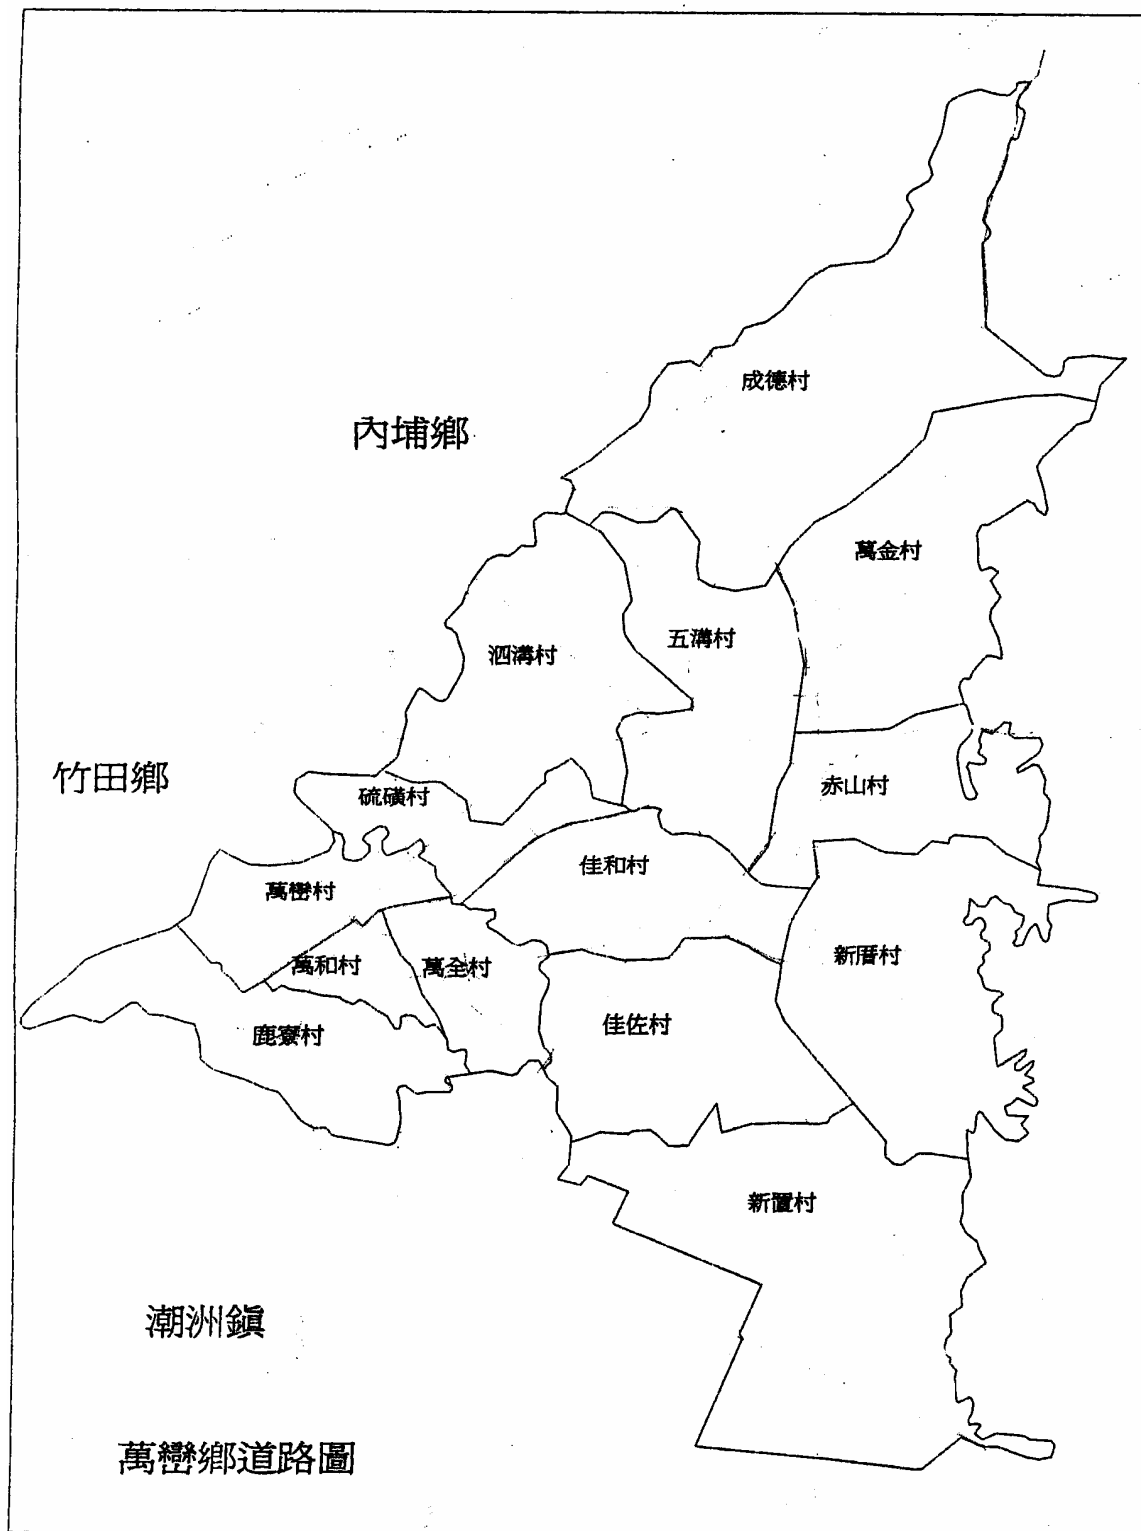 成德村
內埔鄉
萬金村
五溝村
泗溝村
竹田鄉
赤山村
硫磺村
佳和村
萬巒村
新厝村
萬和村
萬全村
佳佐村
鹿寮村
新置村
潮洲鎮
萬巒鄉道路圖